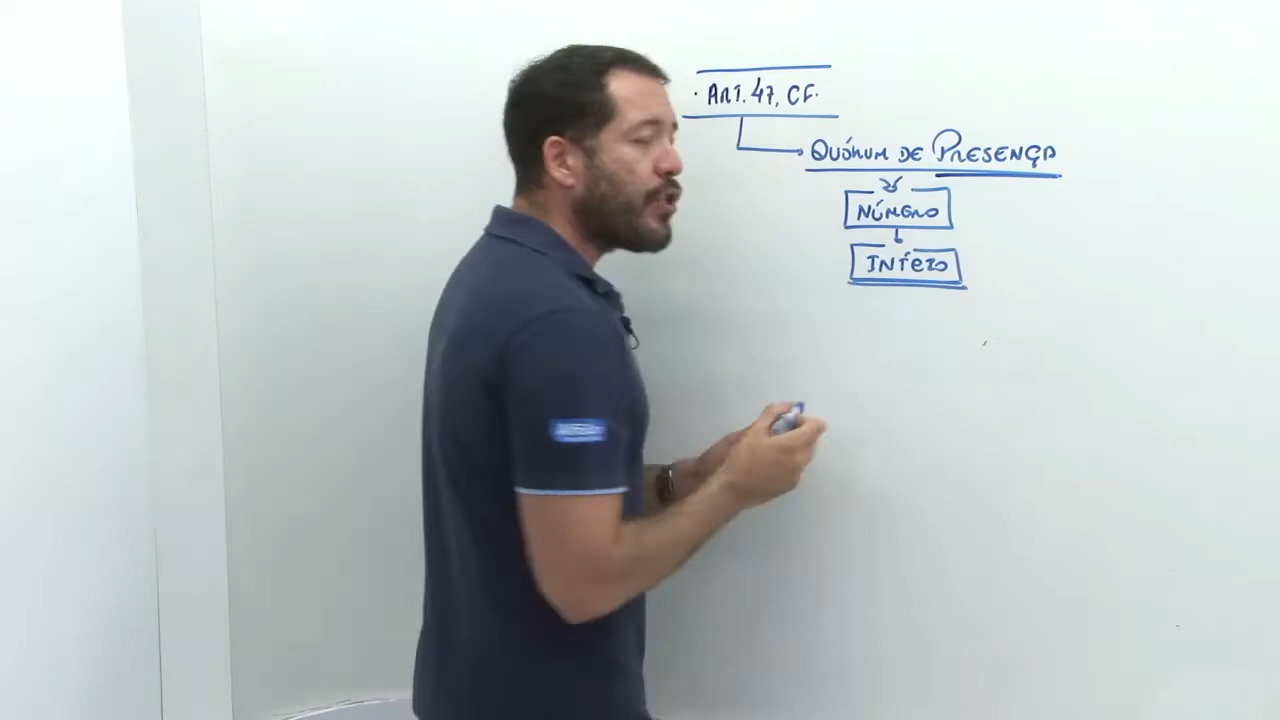 · ART. 47, CF.
QUÓRUM DE PRESENÇA
NÚMERO
INTEIRO